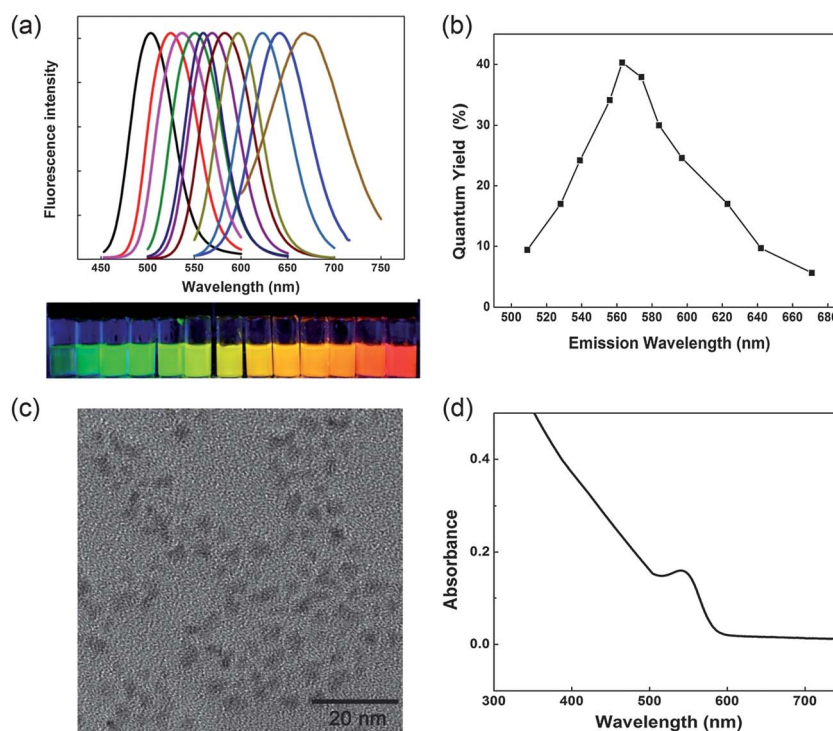 (a)
Fluorescence intensity
450 500 550 600 650 700 750
Wavelength (nm)
(b)
Quantum Yield (%)
40
30
20
10
0
500 520 540 560 580 600 620 640 660 680
Emission Wavelength (nm)
(c)
20 nm
(d)
Absorbance
0.4
0.2
0.0
300 400 500 600 700
Wavelength (nm)